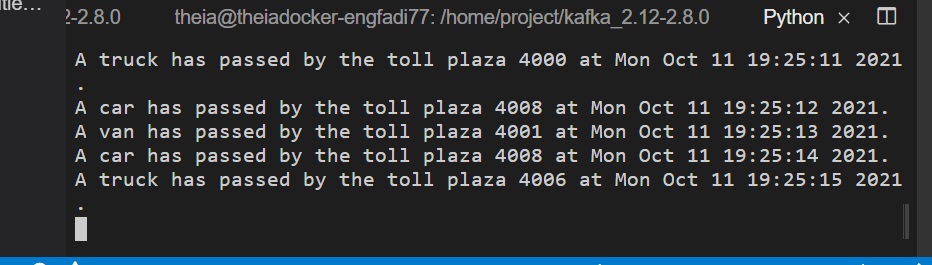 2-2.8.0 theia@theiadocker-engfadi77: /home/project/kafka_2.12-2.8.0 Python ×
A truck has passed by the toll plaza 4000 at Mon Oct 11 19:25:11 2021
.
A car has passed by the toll plaza 4008 at Mon Oct 11 19:25:12 2021.
A van has passed by the toll plaza 4001 at Mon Oct 11 19:25:13 2021.
A car has passed by the toll plaza 4008 at Mon Oct 11 19:25:14 2021.
A truck has passed by the toll plaza 4006 at Mon Oct 11 19:25:15 2021
.